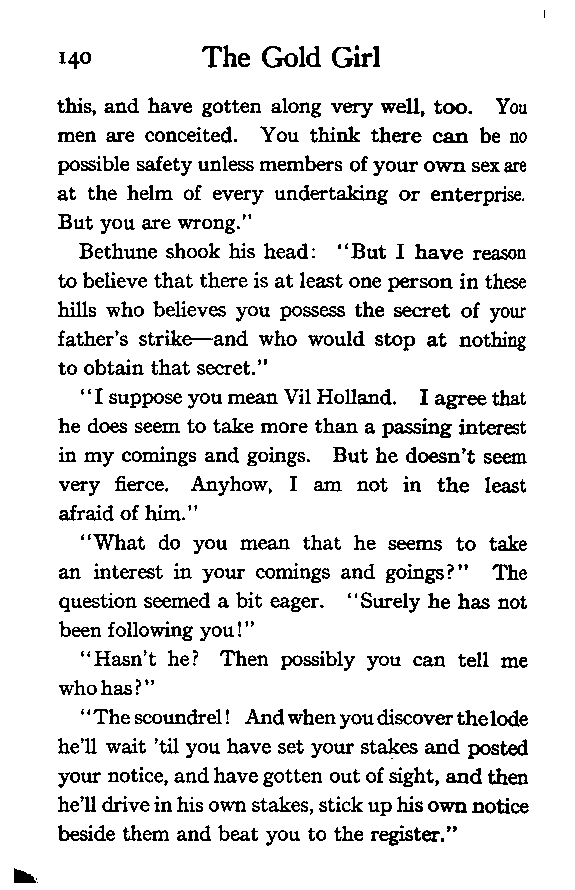 140 The Gold Girl
this, and have gotten along very well, too. You
men are conceited. You think there can be no
possible safety unless members of your own sex are
at the helm of every undertaking or enterprise.
But you are wrong."
Bethune shook his head: "But I have reason
to believe that there is at least one person in these
hills who believes you possess the secret of your
father's strike—and who would stop at nothing
to obtain that secret."
"I suppose you mean Vil Holland. I agree that
he does seem to take more than a passing interest
in my comings and goings. But he doesn't seem
very fierce. Anyhow, I am not in the least
afraid of him."
"What do you mean that he seems to take
an interest in your comings and goings?" The
question seemed a bit eager. "Surely he has not
been following you!"
"Hasn't he? Then possibly you can tell me
who has?"
"The scoundrel! And when you discover the lode
he'll wait 'til you have set your stakes and posted
your notice, and have gotten out of sight, and then
he'll drive in his own stakes, stick up his own notice
beside them and beat you to the register."